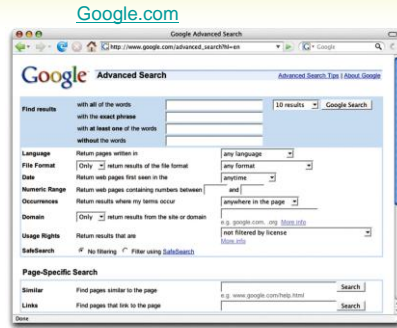 Google.com
Google Advanced Search
http://www.google.com/advanced_search?hl=en
Google
Google Advanced Search
Advanced Search Tips | About Google
Find results
with all of the words
10 results
Google Search
with the exact phrase
with at least one of the words
without the words
Language Return pages written in any language
File Format Only return results of the file format any format
Date Return web pages first seen in the anytime
Numeric Range Return web pages containing numbers between and
Occurrences Return results where my terms occur anywhere in the page
Domain Only return results from the site or domain
e.g. google.com, .org More info
Usage Rights Return results that are not filtered by license
More info
SafeSearch No filtering Filter using SafeSearch
Page-Specific Search
Similar Find pages similar to the page Search
e.g. www.google.com/help.html
Links Find pages that link to the page Search
Done